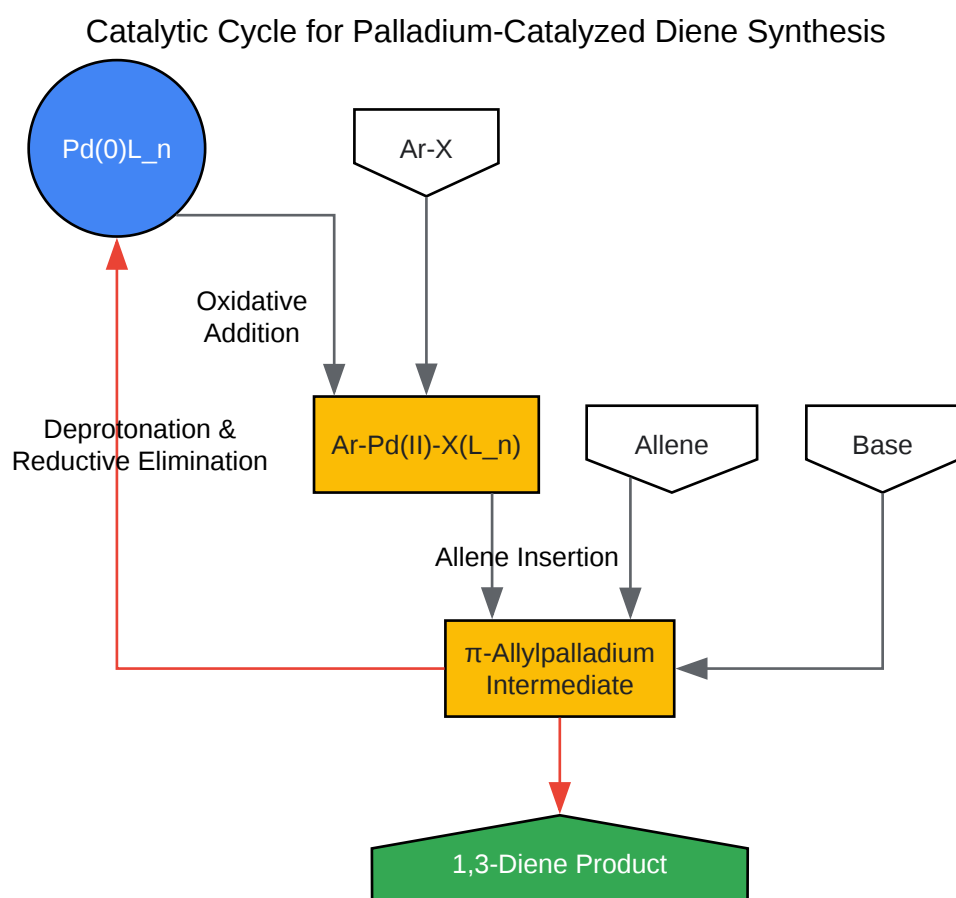 Catalytic Cycle for Palladium-Catalyzed Diene Synthesis
Pd(0)L_n
Ar-X
Oxidative
Addition
Deprotonation &
Reductive Elimination
Ar-Pd(II)-X(L_n)
Allene
Base
Allene Insertion
π-Allylpalladium
Intermediate
1,3-Diene Product